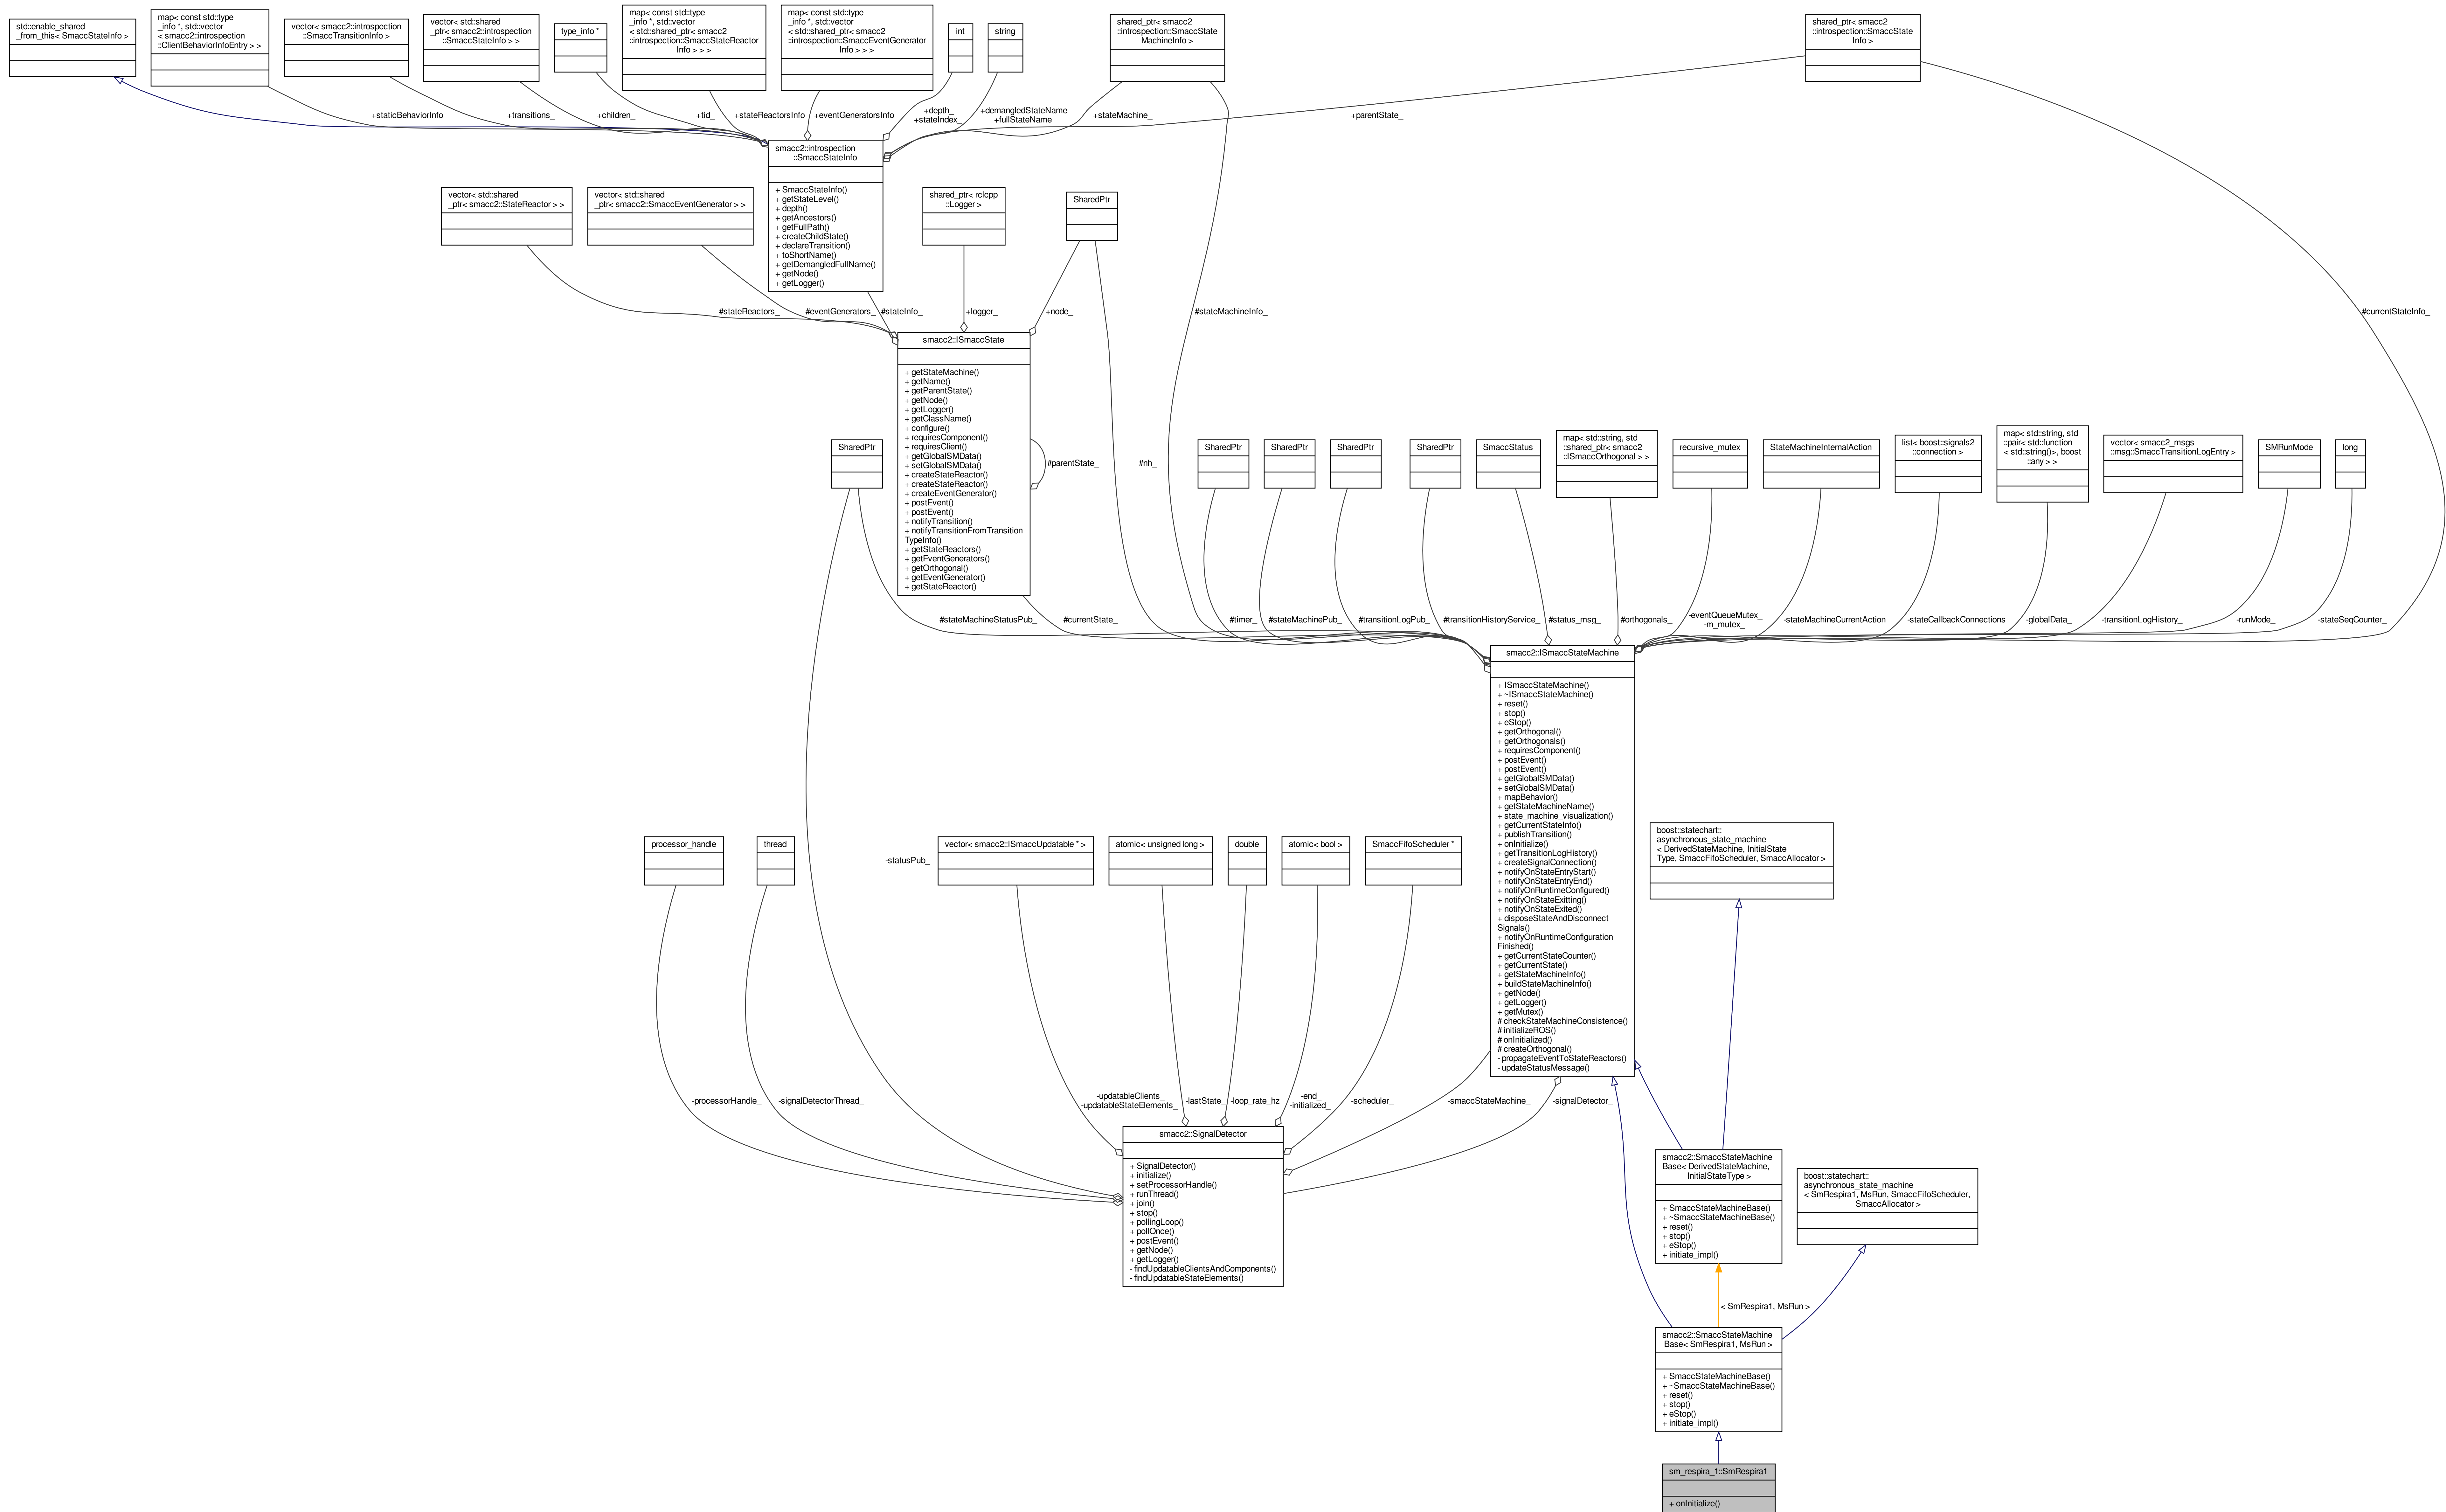 std::enable_shared
_from_this< SmaccStateInfo >
map< const std::type
_info *, std::vector
< smacc2::introspection
::ClientBehaviorInfoEntry > >
vector< smacc2::introspection
::SmaccTransitionInfo >
vector< std::shared
_ptr< smacc2::introspection
::SmaccStateInfo > >
type_info *
map< const std::type
_info *, std::vector
< std::shared_ptr< smacc2
::introspection::SmaccStateReactor
Info > > >
map< const std::type
_info *, std::vector
< std::shared_ptr< smacc2
::introspection::SmaccEventGenerator
Info > > >
int
string
shared_ptr< smacc2
::introspection::SmaccState
MachineInfo >
shared_ptr< smacc2
::introspection::SmaccState
Info >
+staticBehaviorInfo
+transitions_
+children_
+tid_
+stateReactorsInfo
+eventGeneratorsInfo
+depth_
+stateIndex_
+demangledStateName
+fullStateName
+stateMachine_
+parentState_
smacc2::introspection
::SmaccStateInfo
+ SmaccStateInfo()
+ getStateLevel()
+ depth()
+ getAncestors()
+ getFullPath()
+ createChildState()
+ declareTransition()
+ toShortName()
+ getDemangledFullName()
+ getNode()
+ getLogger()
vector< std::shared
_ptr< smacc2::StateReactor > >
vector< std::shared
_ptr< smacc2::SmaccEventGenerator > >
shared_ptr< rclcpp
::Logger >
SharedPtr
#stateReactors_
#eventGenerators_
#stateInfo_
+logger_
+node_
#stateMachineInfo_
#currentStateInfo_
smacc2::ISmaccState
+ getStateMachine()
+ getName()
+ getParentState()
+ getNode()
+ getLogger()
+ getClassName()
+ configure()
+ requiresComponent()
+ requiresClient()
+ getGlobalSMData()
+ setGlobalSMData()
+ createStateReactor()
+ createStateReactor()
+ createEventGenerator()
+ postEvent()
+ postEvent()
+ notifyTransition()
+ notifyTransitionFromTransition
TypeInfo()
+ getStateReactors()
+ getEventGenerators()
+ getOrthogonal()
+ getEventGenerator()
+ getStateReactor()
#parentState_
#nh_
SharedPtr
SharedPtr
SharedPtr
SharedPtr
SharedPtr
SmaccStatus
map< std::string, std
::shared_ptr< smacc2
::ISmaccOrthogonal > >
recursive_mutex
StateMachineInternalAction
list< boost::signals2
::connection >
map< std::string, std
::pair< std::function
< std::string()>, boost
::any > >
vector< smacc2_msgs
::msg::SmaccTransitionLogEntry >
SMRunMode
long
#stateMachineStatusPub_
#currentState_
#timer_
#stateMachinePub_
#transitionLogPub_
#transitionHistoryService_
#status_msg_
#orthogonals_
-eventQueueMutex_
-m_mutex_
-stateMachineCurrentAction
-stateCallbackConnections
-globalData_
-transitionLogHistory_
-runMode_
-stateSeqCounter_
smacc2::ISmaccStateMachine
+ ISmaccStateMachine()
+ ~ISmaccStateMachine()
+ reset()
+ stop()
+ eStop()
+ getOrthogonal()
+ getOrthogonals()
+ requiresComponent()
+ postEvent()
+ postEvent()
+ getGlobalSMData()
+ setGlobalSMData()
+ mapBehavior()
+ getStateMachineName()
+ state_machine_visualization()
+ getCurrentStateInfo()
+ publishTransition()
+ onInitialize()
+ getTransitionLogHistory()
+ createSignalConnection()
+ notifyOnStateEntryStart()
+ notifyOnStateEntryEnd()
+ notifyOnRuntimeConfigured()
+ notifyOnStateExitting()
+ notifyOnStateExited()
+ disposeStateAndDisconnect
Signals()
+ notifyOnRuntimeConfiguration
Finished()
+ getCurrentStateCounter()
+ getCurrentState()
+ getStateMachineInfo()
+ buildStateMachineInfo()
+ getNode()
+ getLogger()
+ getMutex()
# checkStateMachineConsistence()
# initializeROS()
# onInitialized()
# createOrthogonal()
- propagateEventToStateReactors()
- updateStatusMessage()
processor_handle
thread
-statusPub_
vector< smacc2::ISmaccUpdatable * >
atomic< unsigned long >
double
atomic< bool >
SmaccFifoScheduler *
boost::statechart::
asynchronous_state_machine
< DerivedStateMachine, InitialState
Type, SmaccFifoScheduler, SmaccAllocator >
-processorHandle_
-signalDetectorThread_
-updatableClients_
-updatableStateElements_
-lastState_
-loop_rate_hz
-end_
-initialized_
-scheduler_
-smaccStateMachine_
-signalDetector_
smacc2::SignalDetector
+ SignalDetector()
+ initialize()
+ setProcessorHandle()
+ runThread()
+ join()
+ stop()
+ pollingLoop()
+ pollOnce()
+ postEvent()
+ getNode()
+ getLogger()
- findUpdatableClientsAndComponents()
- findUpdatableStateElements()
smacc2::SmaccStateMachine
Base< DerivedStateMachine,
InitialStateType >
+ SmaccStateMachineBase()
+ ~SmaccStateMachineBase()
+ reset()
+ stop()
+ eStop()
+ initiate_impl()
boost::statechart::
asynchronous_state_machine
< SmRespira1, MsRun, SmaccFifoScheduler,
SmaccAllocator >
< SmRespira1, MsRun >
smacc2::SmaccStateMachine
Base< SmRespira1, MsRun >
+ SmaccStateMachineBase()
+ ~SmaccStateMachineBase()
+ reset()
+ stop()
+ eStop()
+ initiate_impl()
sm_respira_1::SmRespira1
+ onInitialize()